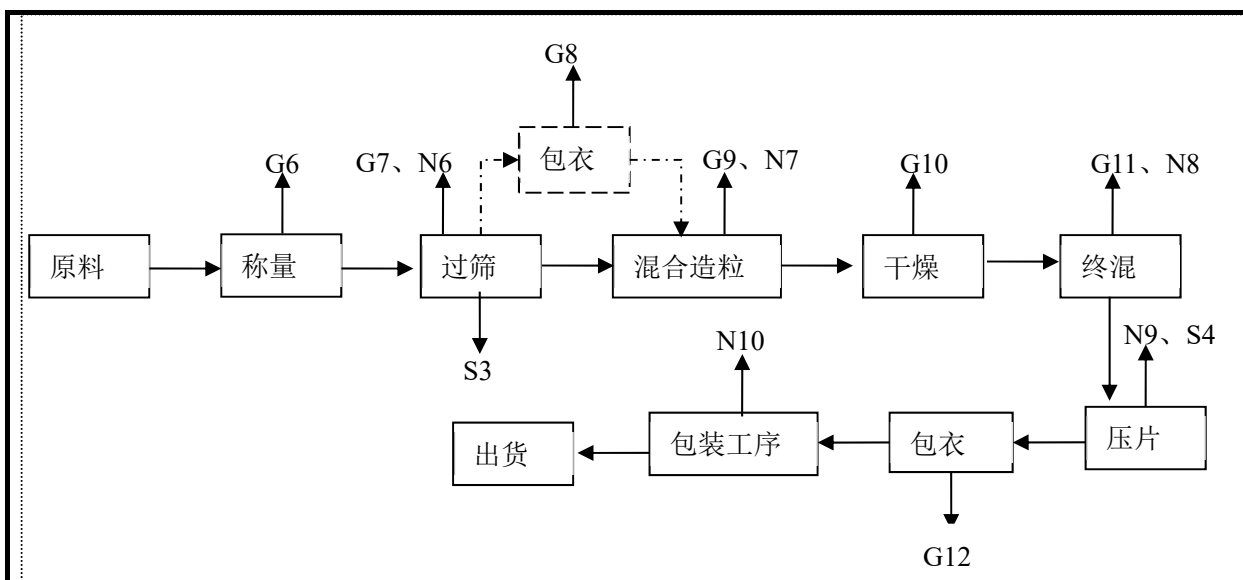 G8
包衣
G6
G7、N6
G9、N7
G10
G11、N8
原料
称量
过筛
混合造粒
干燥
终混
S3
N10
N9、S4
出货
包装工序
包衣
压片
G12